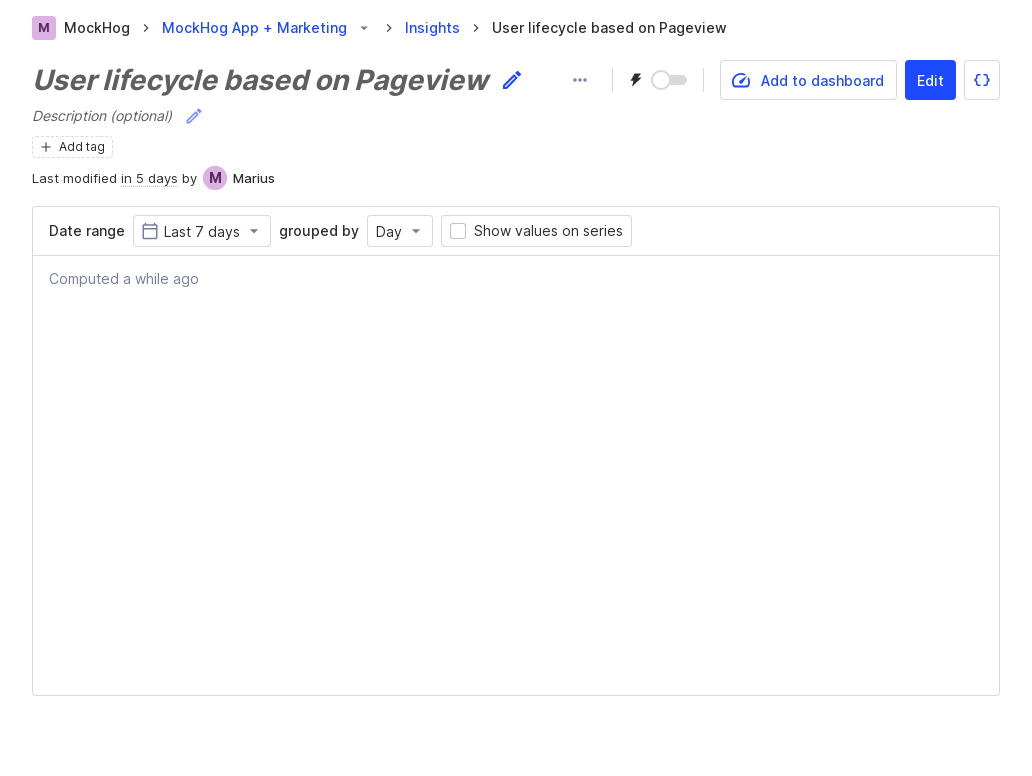 M MockHog MockHog App + Marketing Insights User lifecycle based on Pageview
User lifecycle based on Pageview
Add to dashboard Edit
Description (optional)
Add tag
Last modified in 5 days by M Marius
Date range Last 7 days grouped by Day Show values on series
Computed a while ago